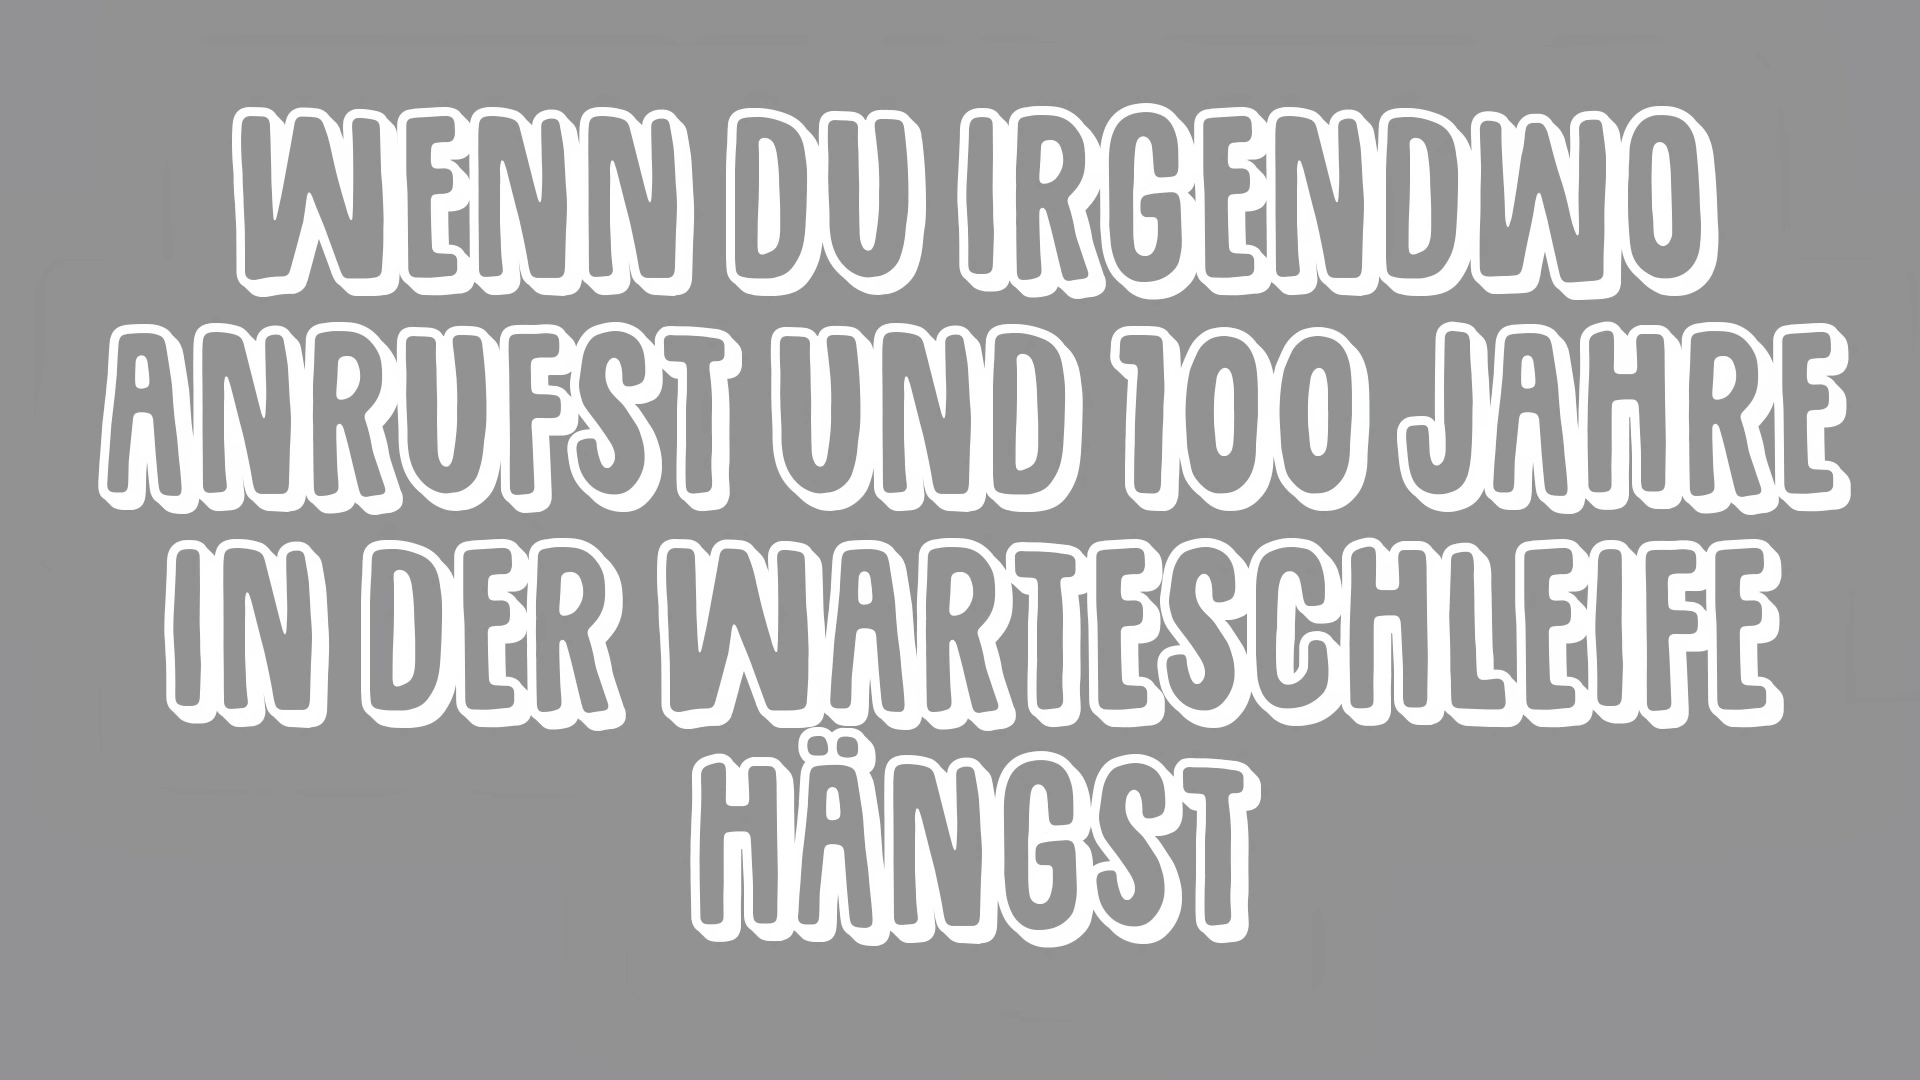 WENN DU IRGENDWO
ANRUFST UND 100 JAHRE
IN DER WARTESCHLEIFE
HÄNGST